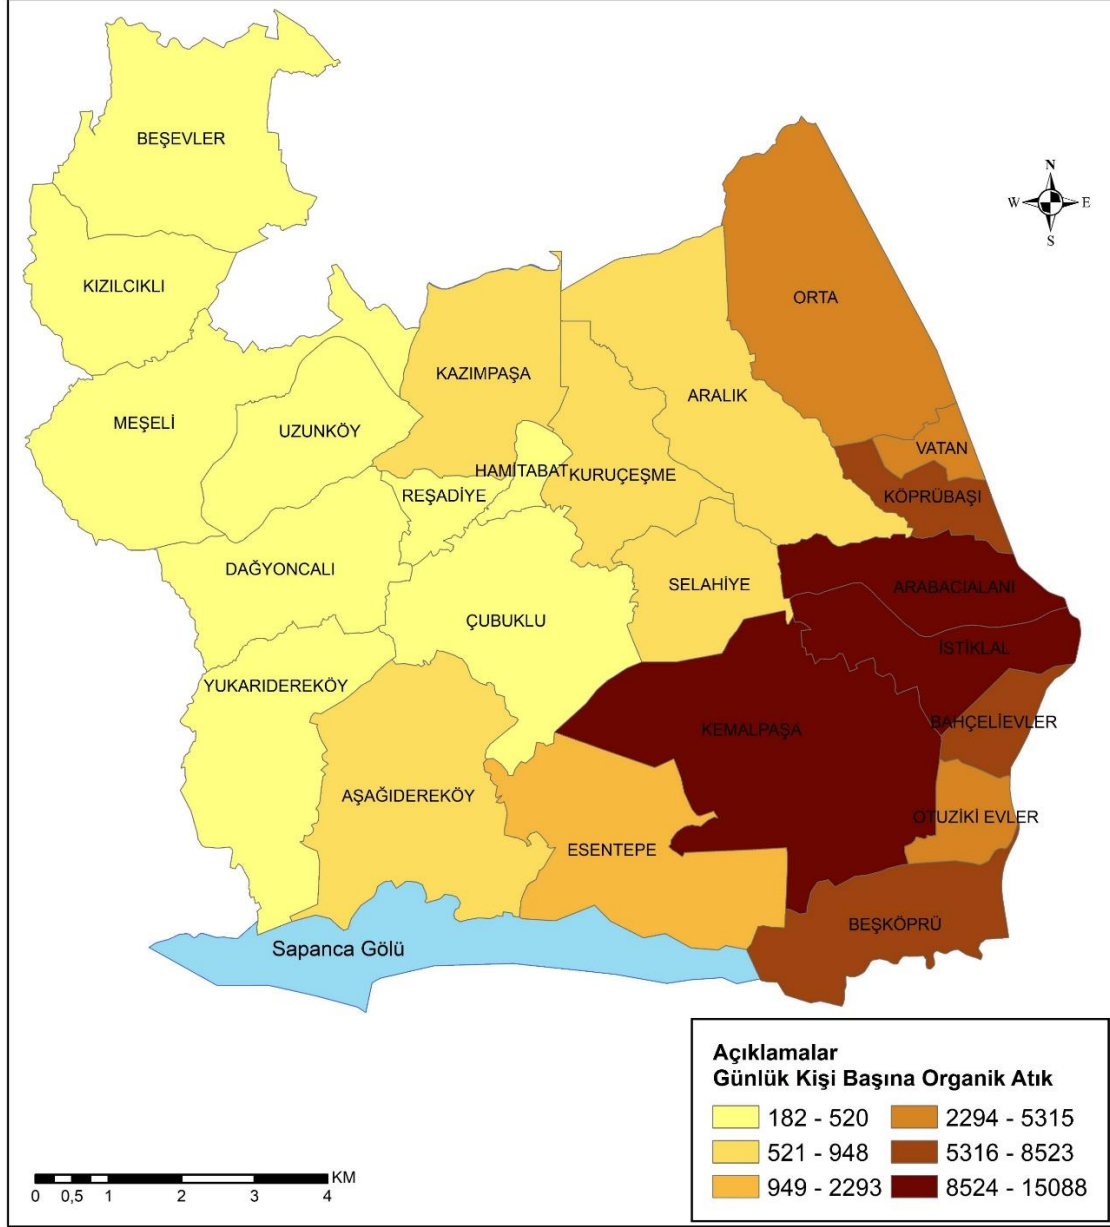 BEŞEVLER
N
W
E
S
KIZILCIKLI
ORTA
KAZIMPAŞA
ARALIK
MEŞELİ
UZUNKÖY
VATAN
HAMİTABAT
KURUÇEŞME
REŞADİYE
KÖPRÜBAŞI
DAĞYONCALI
SELAHİYE
ARABACIALANI
ÇUBUKLU
İSTİKLAL
YUKARIDEREKÖY
BAHÇELİEVLER
KEMALPAŞA
AŞAĞIDEREKÖY
OTUZİKİ EVLER
ESENTEPE
BEŞKÖPRÜ
Sapanca Gölü
Açıklamalar
Günlük Kişi Başına Organik Atık
182 - 520
2294 - 5315
521 - 948
5316 - 8523
949 - 2293
8524 - 15088
KM
0 0,5 1 2 3 4